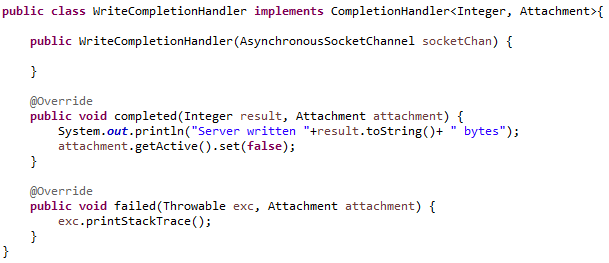 public class WriteCompletionHandler implements CompletionHandler<Integer, Attachment>{
public WriteCompletionHandler(AsynchronousSocketChannel socketChan) {
}
@Override
public void completed(Integer result, Attachment attachment) {
System.out.println("Server written "+result.toString()+ " bytes");
attachment.getActive().set(false);
}
@Override
public void failed(Throwable exc, Attachment attachment) {
exc.printStackTrace();
}
}